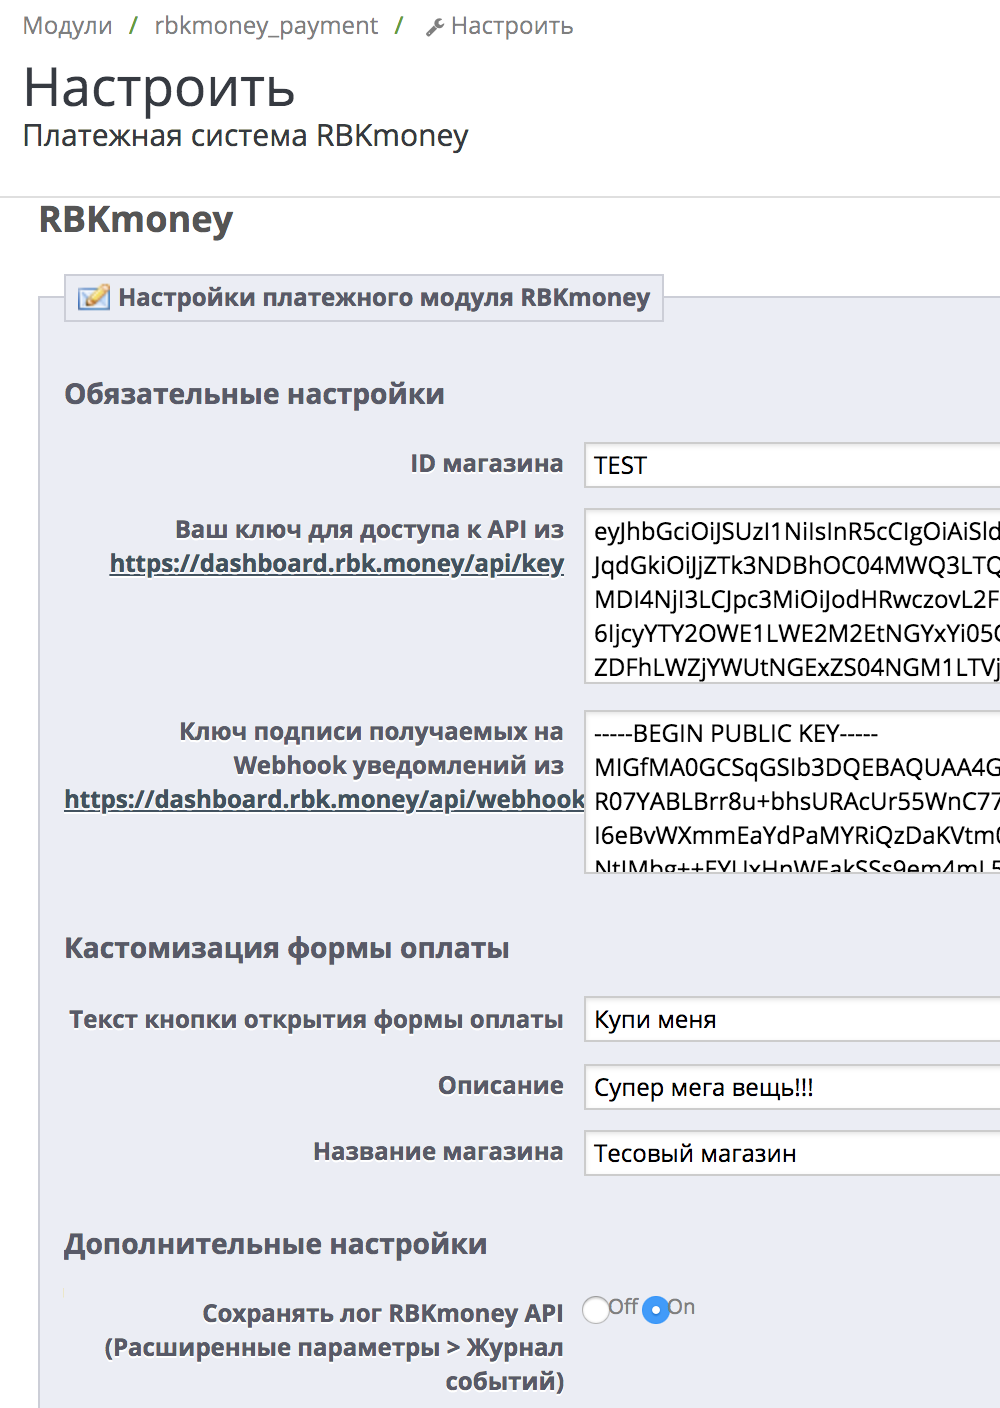 Модули / rbkmoney_payment / Настроить
Настроить
Платежная система RBKmoney
RBKmoney
Настройки платежного модуля RBKmoney
Обязательные настройки
ID магазина
TEST
Ваш ключ для доступа к API из
https://dashboard.rbk.money/api/key
eyJhbGciOiJSUzI1NiIsInR5cCIgOiAiSld
JqdGkiOiJjZTk3NDBhOC04MWQ3LTQ
MDI4NjI3LCJpc3MiOiJodHRwczovL2F
6IjcyYTY2OWE1LWE2M2EtNGYxYi05O
ZDFhLWZjYWUtNGExZS04NGM1LTVj
Ключ подписи получаемых на
Webhook уведомлений из
https://dashboard.rbk.money/api/webhook
-----BEGIN PUBLIC KEY-----
MIGfMA0GCSqGSIb3DQEBAQUAA4G
R07YABLBrr8u+bhsURAcUr55WnC77
I6eBvWXmmEaYdPaMYRiQzDaKVtm0
Кастомизация формы оплаты
Текст кнопки открытия формы оплаты
Купи меня
Описание
Супер мега вещь!!!
Название магазина
Тесовый магазин
Дополнительные настройки
Сохранять лог RBKmoney API
(Расширенные параметры > Журнал
событий)
Off On